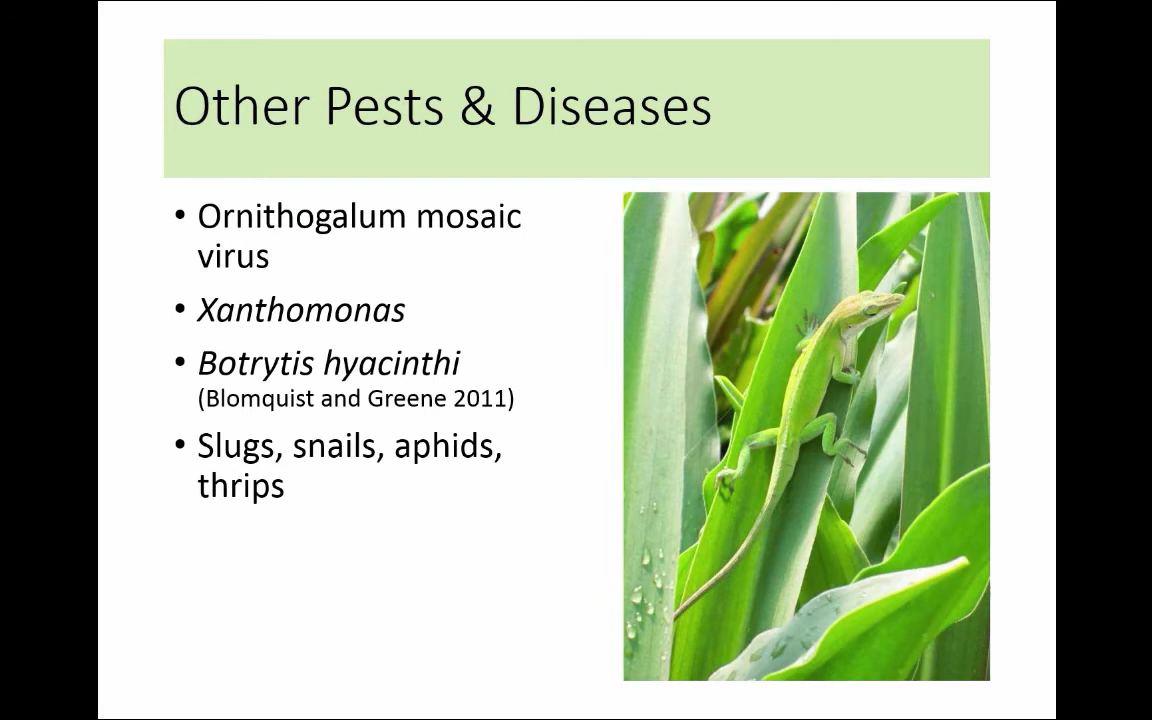 Other Pests & Diseases
• Ornithogalum mosaic
virus
• Xanthomonas
• Botrytis hyacinthi
(Blomquist and Greene 2011)
• Slugs, snails, aphids,
thrips